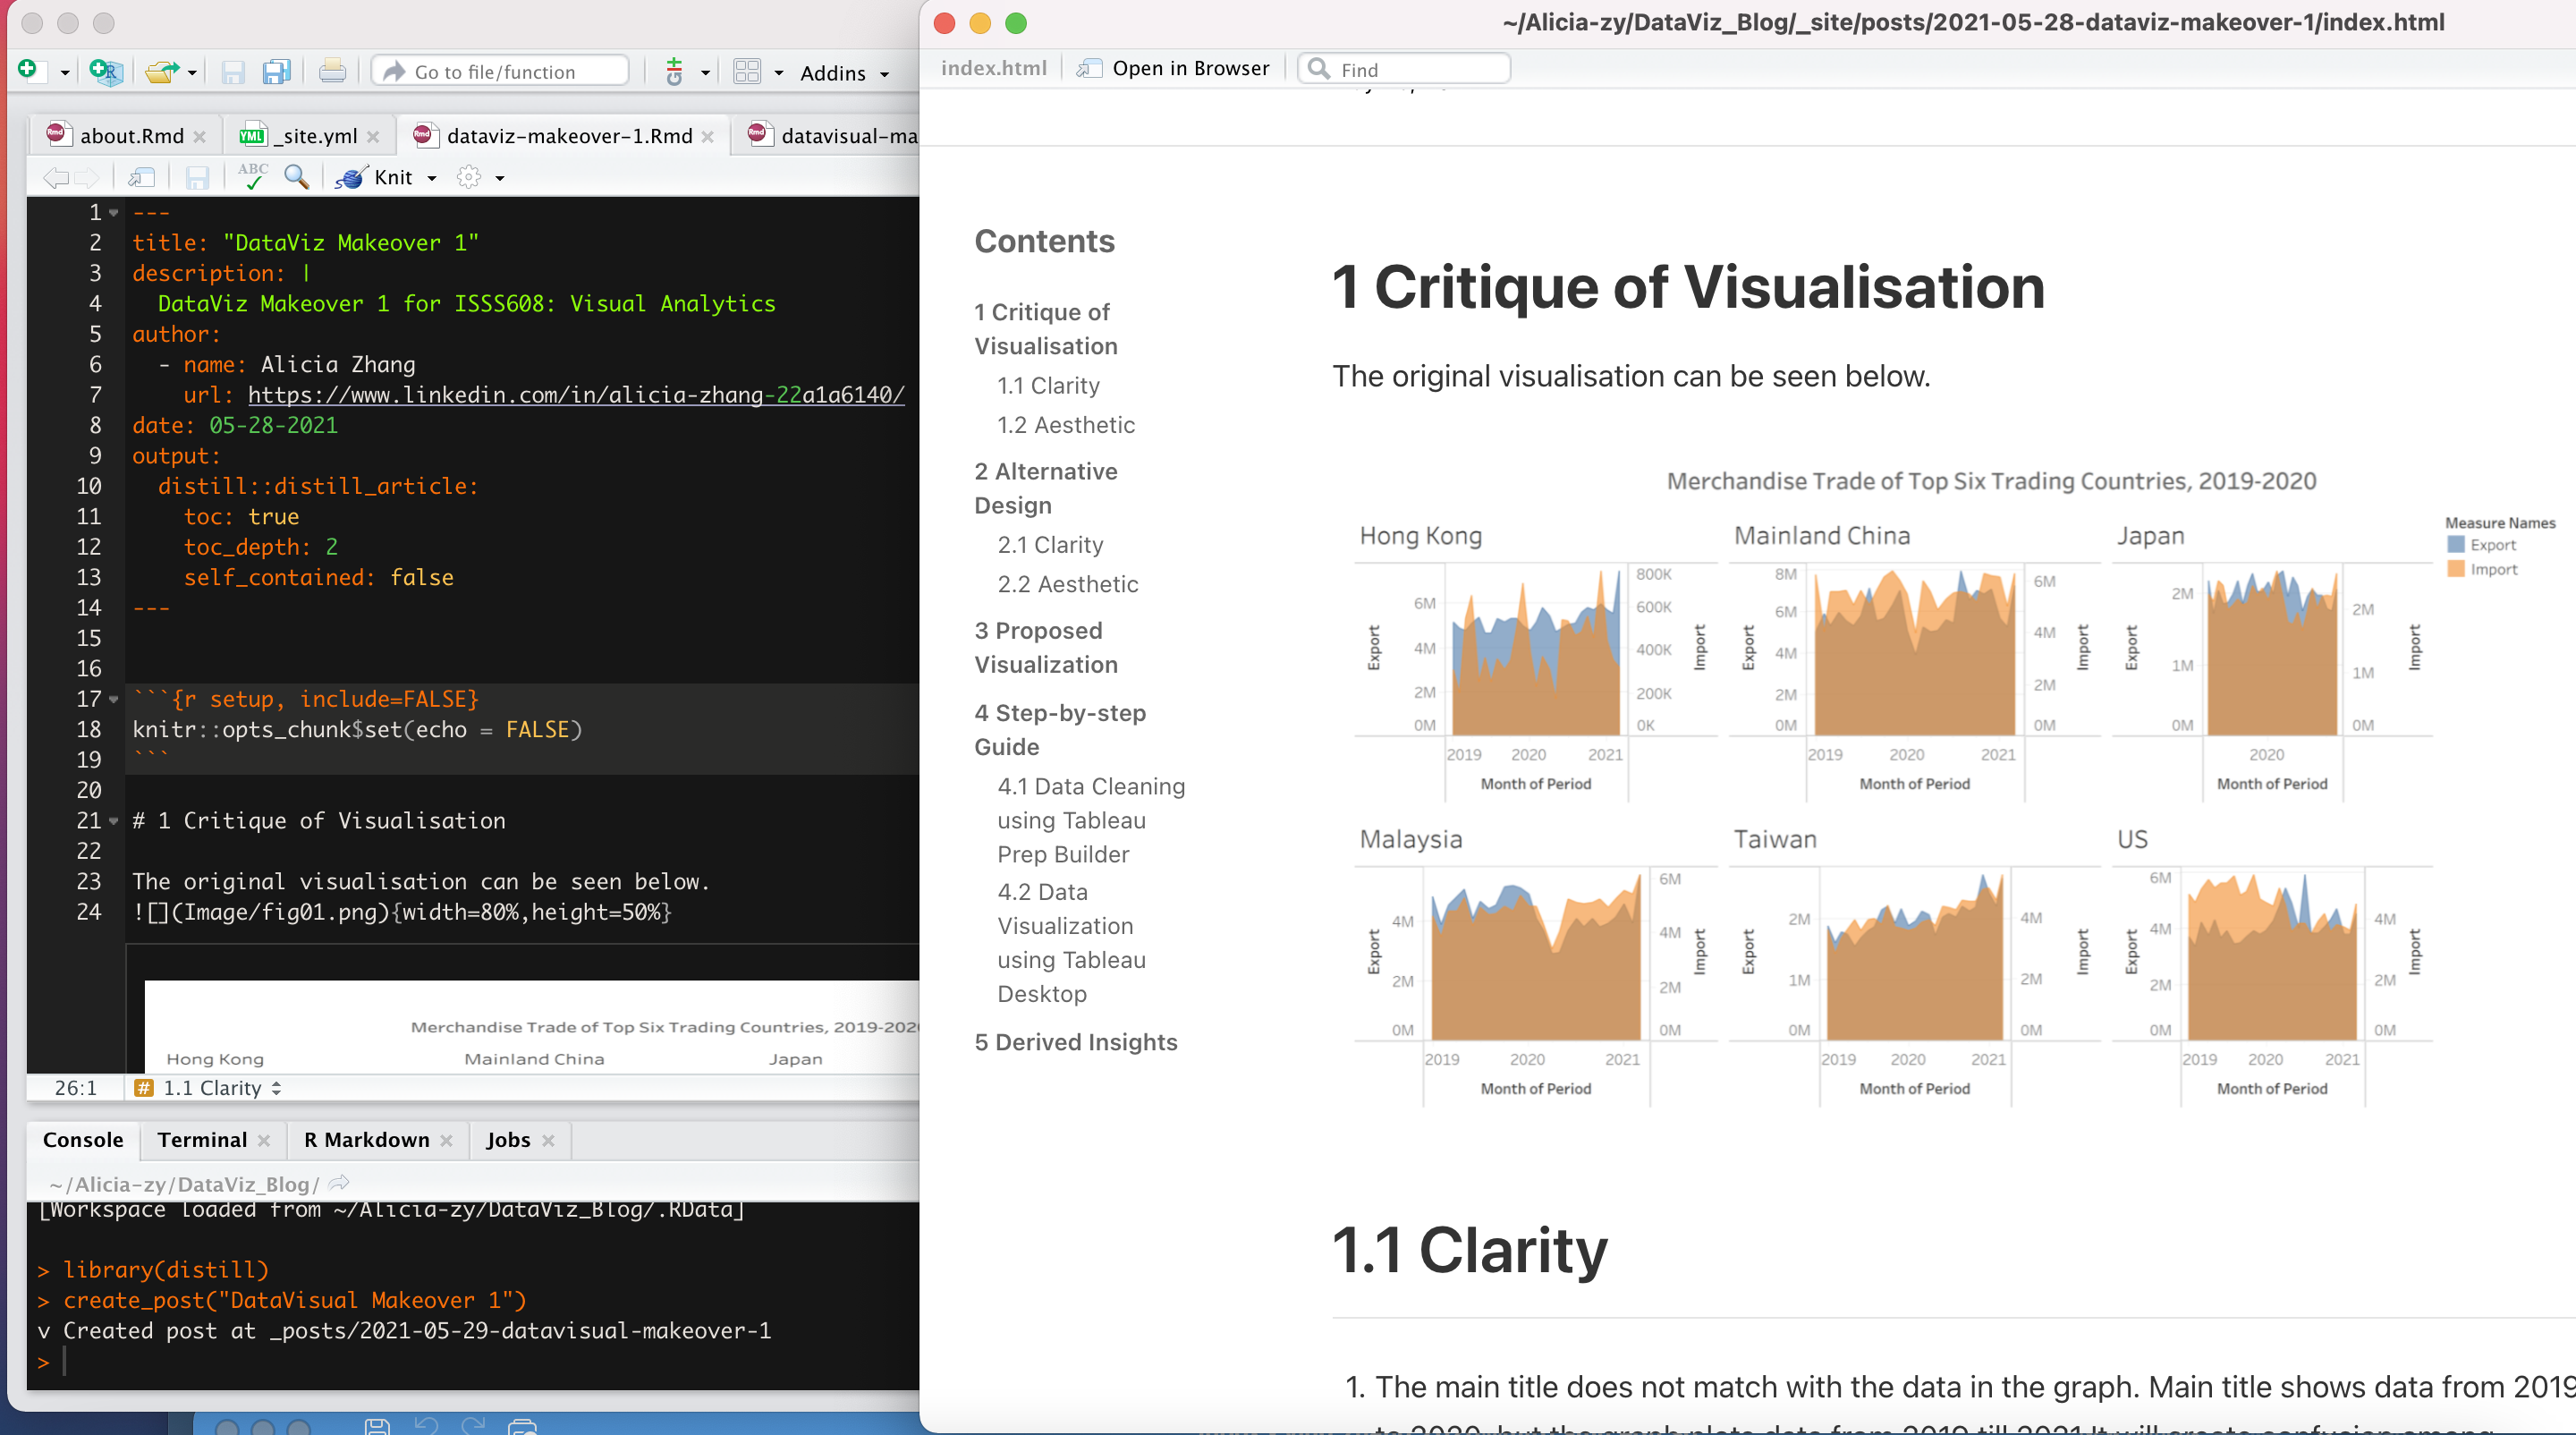 Go to file/function
Addins
about.Rmd
_site.yml
dataviz-makeover-1.Rmd
datavisual-ma
ABC
Knit
1 ---
2 title: "DataViz Makeover 1"
3 description: |
4 DataViz Makeover 1 for ISSS608: Visual Analytics
5 author:
6 - name: Alicia Zhang
7 url: https://www.linkedin.com/in/alicia-zhang-22a1a6140/
8 date: 05-28-2021
9 output:
10 distill::distill_article:
11 toc: true
12 toc_depth: 2
13 self_contained: false
14 ---
15
16
17 ```{r setup, include=FALSE}
18 knitr::opts_chunk$set(echo = FALSE)
19 ```
20
21 # 1 Critique of Visualisation
22
23 The original visualisation can be seen below.
24 ![](Image/fig01.png){width=80%,height=50%}
Merchandise Trade of Top Six Trading Countries, 2019-202
Hong Kong Mainland China Japan
26:1 # 1.1 Clarity
Console Terminal R Markdown Jobs
~/Alicia-zy/DataViz_Blog/
[Workspace loaded from ~/Alicia-zy/DataViz_Blog/.RData]
> library(distill)
> create_post("DataVisual Makeover 1")
v Created post at _posts/2021-05-29-datavisual-makeover-1
>
~/Alicia-zy/DataViz_Blog/_site/posts/2021-05-28-dataviz-makeover-1/index.html
index.html Open in Browser Find
Contents
1 Critique of
Visualisation
1.1 Clarity
1.2 Aesthetic
2 Alternative
Design
2.1 Clarity
2.2 Aesthetic
3 Proposed
Visualization
4 Step-by-step
Guide
4.1 Data Cleaning
using Tableau
Prep Builder
4.2 Data
Visualization
using Tableau
Desktop
5 Derived Insights
1 Critique of Visualisation
The original visualisation can be seen below.
Merchandise Trade of Top Six Trading Countries, 2019-2020
Measure Names
Export
Import
Hong Kong
6M
4M
2M
0M
Export
800K
600K
400K
200K
0K
Import
2019 2020 2021
Month of Period
Mainland China
8M
6M
4M
2M
0M
Export
6M
4M
2M
0M
Import
2019 2020 2021
Month of Period
Japan
2M
1M
0M
Export
2M
1M
0M
Import
2020
Month of Period
Malaysia
4M
2M
0M
Export
6M
4M
2M
0M
Import
2019 2020 2021
Month of Period
Taiwan
2M
1M
0M
Export
4M
2M
0M
Import
2019 2020 2021
Month of Period
US
6M
4M
2M
0M
Export
4M
2M
0M
Import
2019 2020 2021
Month of Period
1.1 Clarity
1. The main title does not match with the data in the graph. Main title shows data from 2019
to 2020, but the graph plots data from 2019 till 2021. It will create confusion among